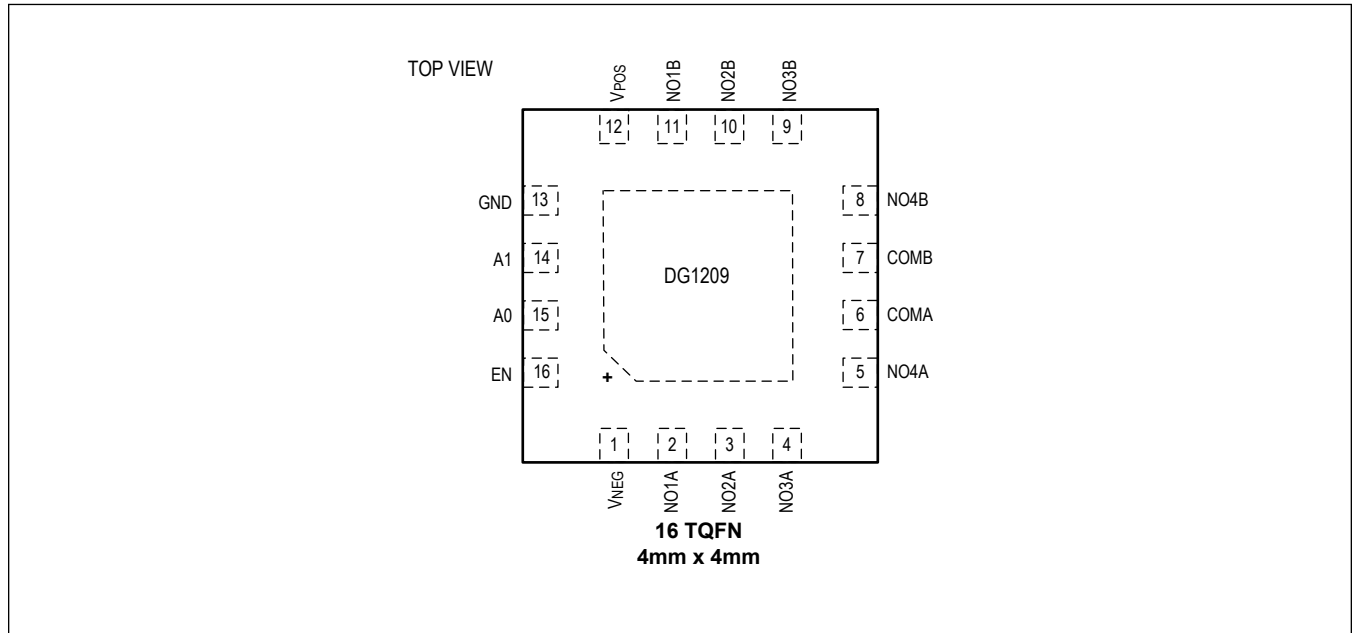 TOP VIEW
VPOS
NO1B
NO2B
NO3B
12
11
10
9
GND
13
8
NO4B
A1
14
7
COMB
DG1209
A0
15
6
COMA
EN
16
5
NO4A
+
1
2
3
4
VNEG
NO1A
NO2A
NO3A
16 TQFN
4mm x 4mm